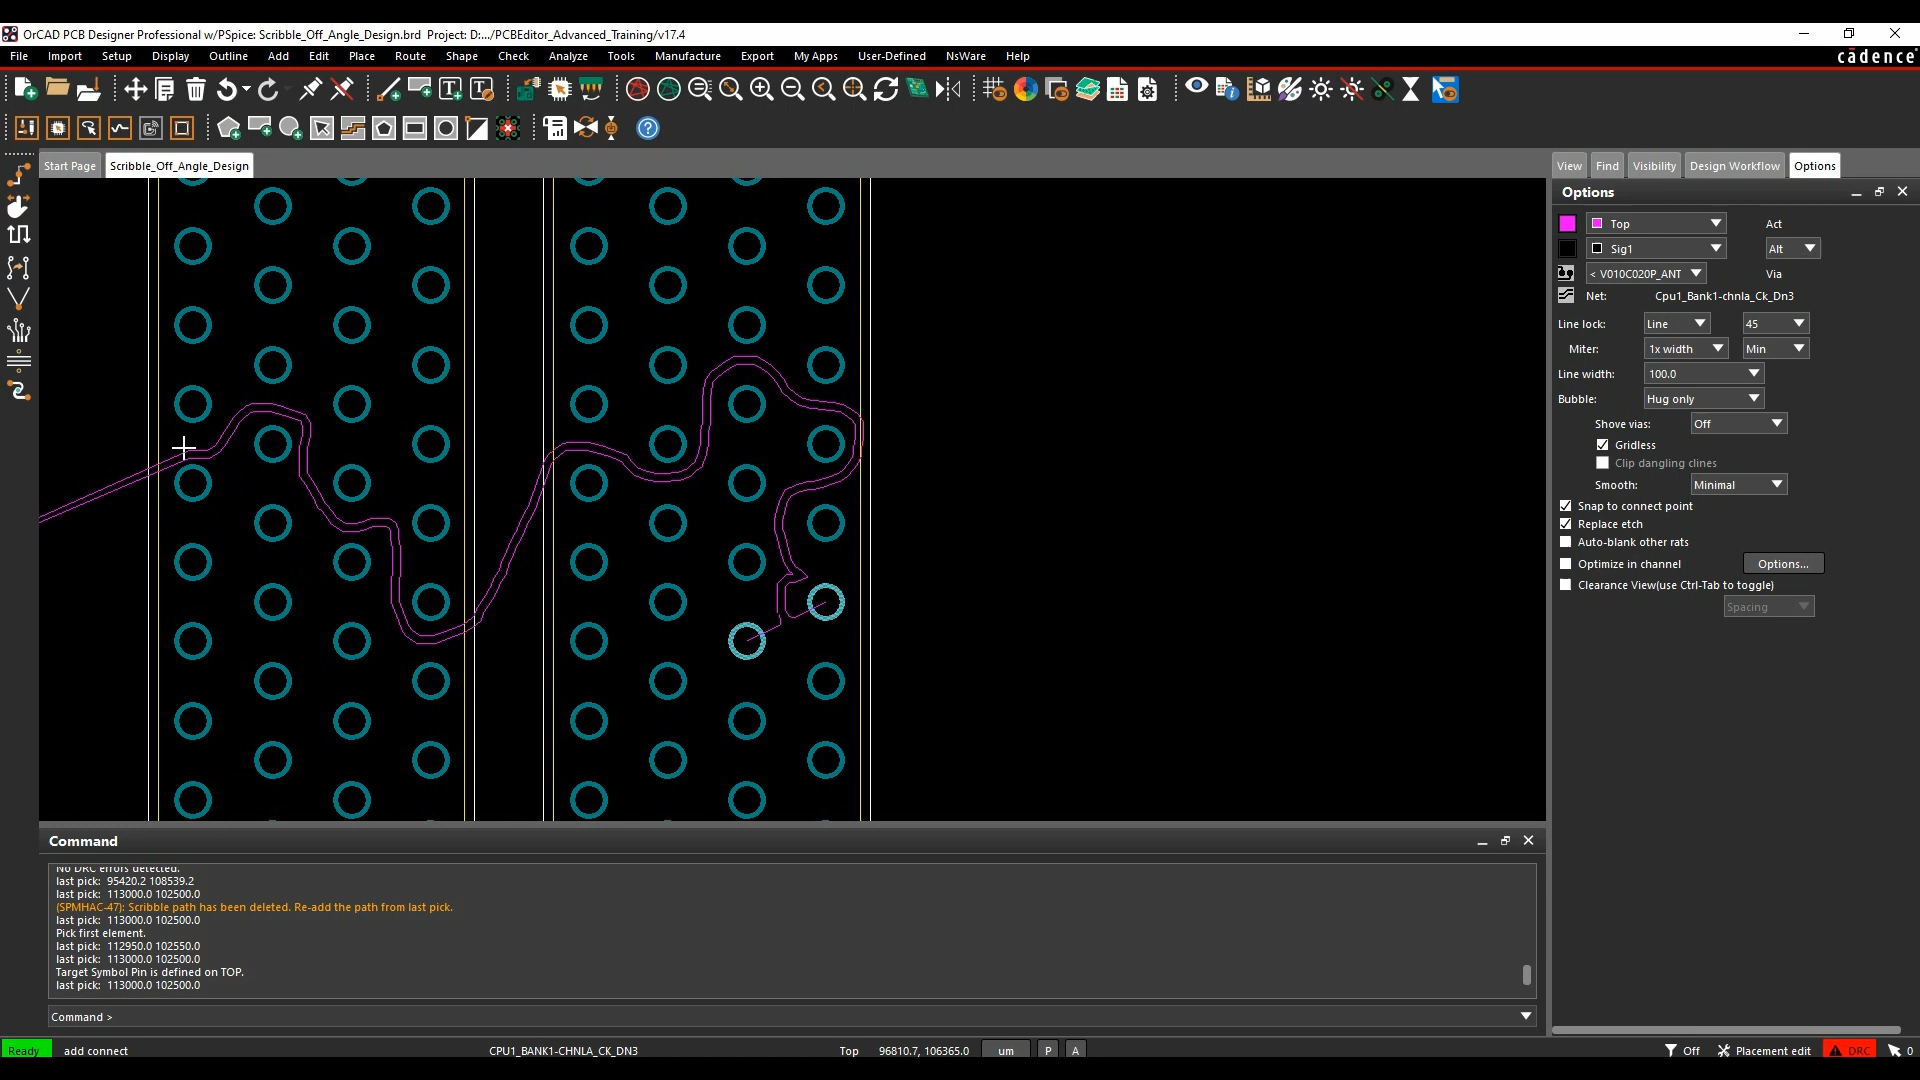 OrCAD PCB Designer Professional w/PSpice: Scribble_Off_Angle_Design.brd Project: D:.../PCBEditor_Advanced_Training/v17.4
File Import Setup Display Outline Add Edit Place Route Shape Check Analyze Tools Manufacture Export My Apps User-Defined NsWare Help
cādence
Start Page Scribble_Off_Angle_Design
View Find Visibility Design Workflow Options
Options
Top Act
Sig1 Alt
< V010C020P_ANT Via
Net: Cpu1_Bank1-chnla_Ck_Dn3
Line lock: Line 45
Miter: 1x width Min
Line width: 100.0
Bubble: Hug only
Shove vias: Off
Gridless
Clip dangling clines
Smooth: Minimal
Snap to connect point
Replace etch
Auto-blank other rats
Optimize in channel Options...
Clearance View(use Ctrl-Tab to toggle)
Spacing
Command
No DRC errors detected.
last pick: 95420.2 108539.2
last pick: 113000.0 102500.0
(SPMHAC-47): Scribble path has been deleted. Re-add the path from last pick.
last pick: 113000.0 102500.0
Pick first element.
last pick: 112950.0 102550.0
last pick: 113000.0 102500.0
Target Symbol Pin is defined on TOP.
last pick: 113000.0 102500.0
Command >
Ready add connect CPU1_BANK1-CHNLA_CK_DN3 Top 96810.7, 106365.0 um P A Off Placement edit DRC 0